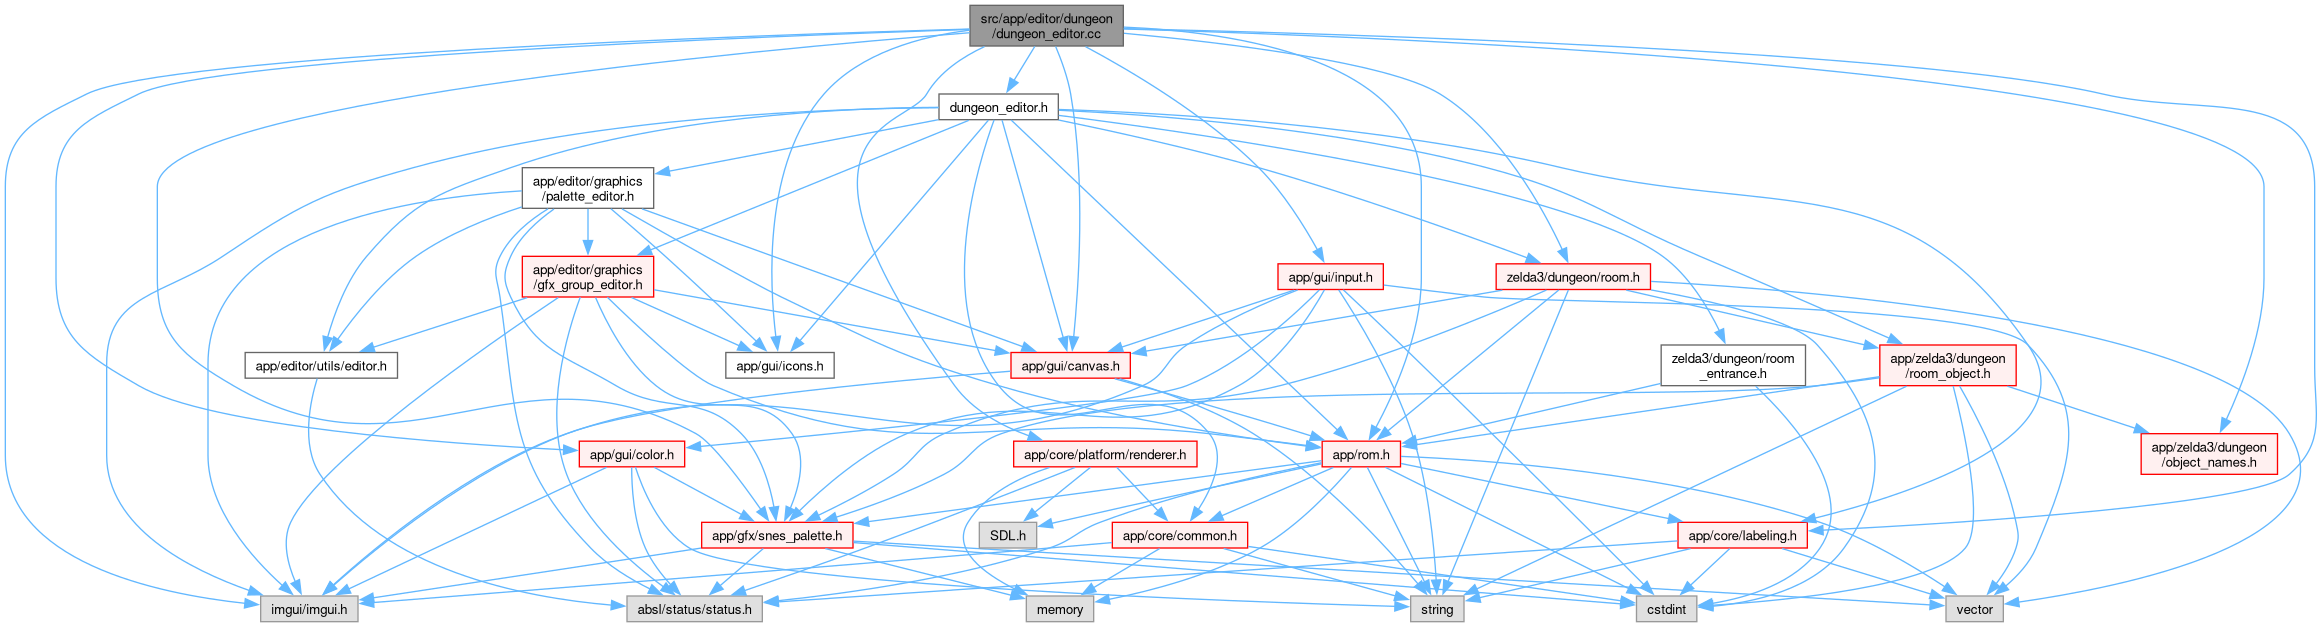 src/app/editor/dungeon
/dungeon_editor.cc
dungeon_editor.h
app/editor/graphics
/palette_editor.h
app/editor/graphics
/gfx_group_editor.h
app/gui/input.h
zelda3/dungeon/room.h
app/editor/utils/editor.h
app/gui/icons.h
app/gui/canvas.h
zelda3/dungeon/room
_entrance.h
app/zelda3/dungeon
/room_object.h
app/gui/color.h
app/core/platform/renderer.h
app/rom.h
app/zelda3/dungeon
/object_names.h
app/gfx/snes_palette.h
SDL.h
app/core/common.h
app/core/labeling.h
imgui/imgui.h
absl/status/status.h
memory
string
cstdint
vector